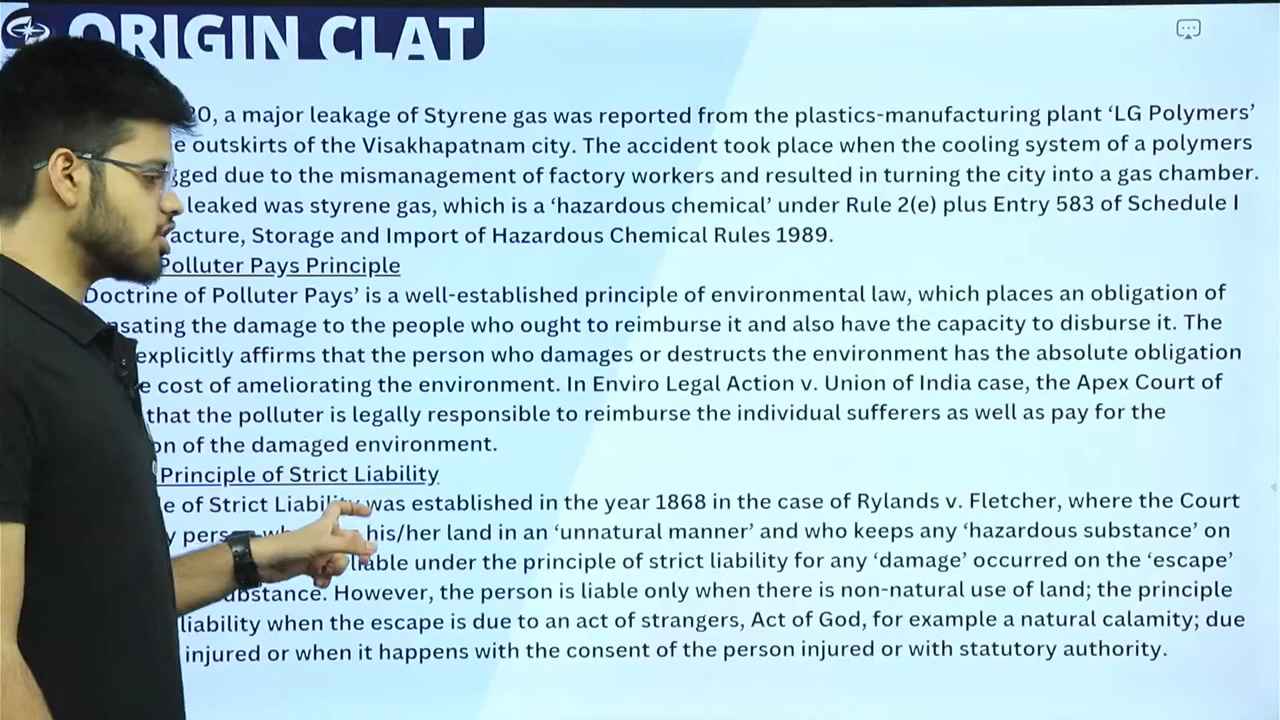 ORIGIN CLAT
20, a major leakage of Styrene gas was reported from the plastics-manufacturing plant ‘LG Polymers’
outskirts of the Visakhapatnam city. The accident took place when the cooling system of a polymers
due to the mismanagement of factory workers and resulted in turning the city into a gas chamber.
leaked was styrene gas, which is a ‘hazardous chemical’ under Rule 2(e) plus Entry 583 of Schedule I
acture, Storage and Import of Hazardous Chemical Rules 1989.
Polluter Pays Principle
Doctrine of Polluter Pays’ is a well-established principle of environmental law, which places an obligation of
nsating the damage to the people who ought to reimburse it and also have the capacity to disburse it. The
explicitly affirms that the person who damages or destructs the environment has the absolute obligation
e cost of ameliorating the environment. In Enviro Legal Action v. Union of India case, the Apex Court of
that the polluter is legally responsible to reimburse the individual sufferers as well as pay for the
on of the damaged environment.
Principle of Strict Liability
e of Strict Liability was established in the year 1868 in the case of Rylands v. Fletcher, where the Court
his/her land in an ‘unnatural manner’ and who keeps any ‘hazardous substance’ on
liable under the principle of strict liability for any ‘damage’ occurred on the ‘escape’
ubstance. However, the person is liable only when there is non-natural use of land; the principle
liability when the escape is due to an act of strangers, Act of God, for example a natural calamity; due
injured or when it happens with the consent of the person injured or with statutory authority.